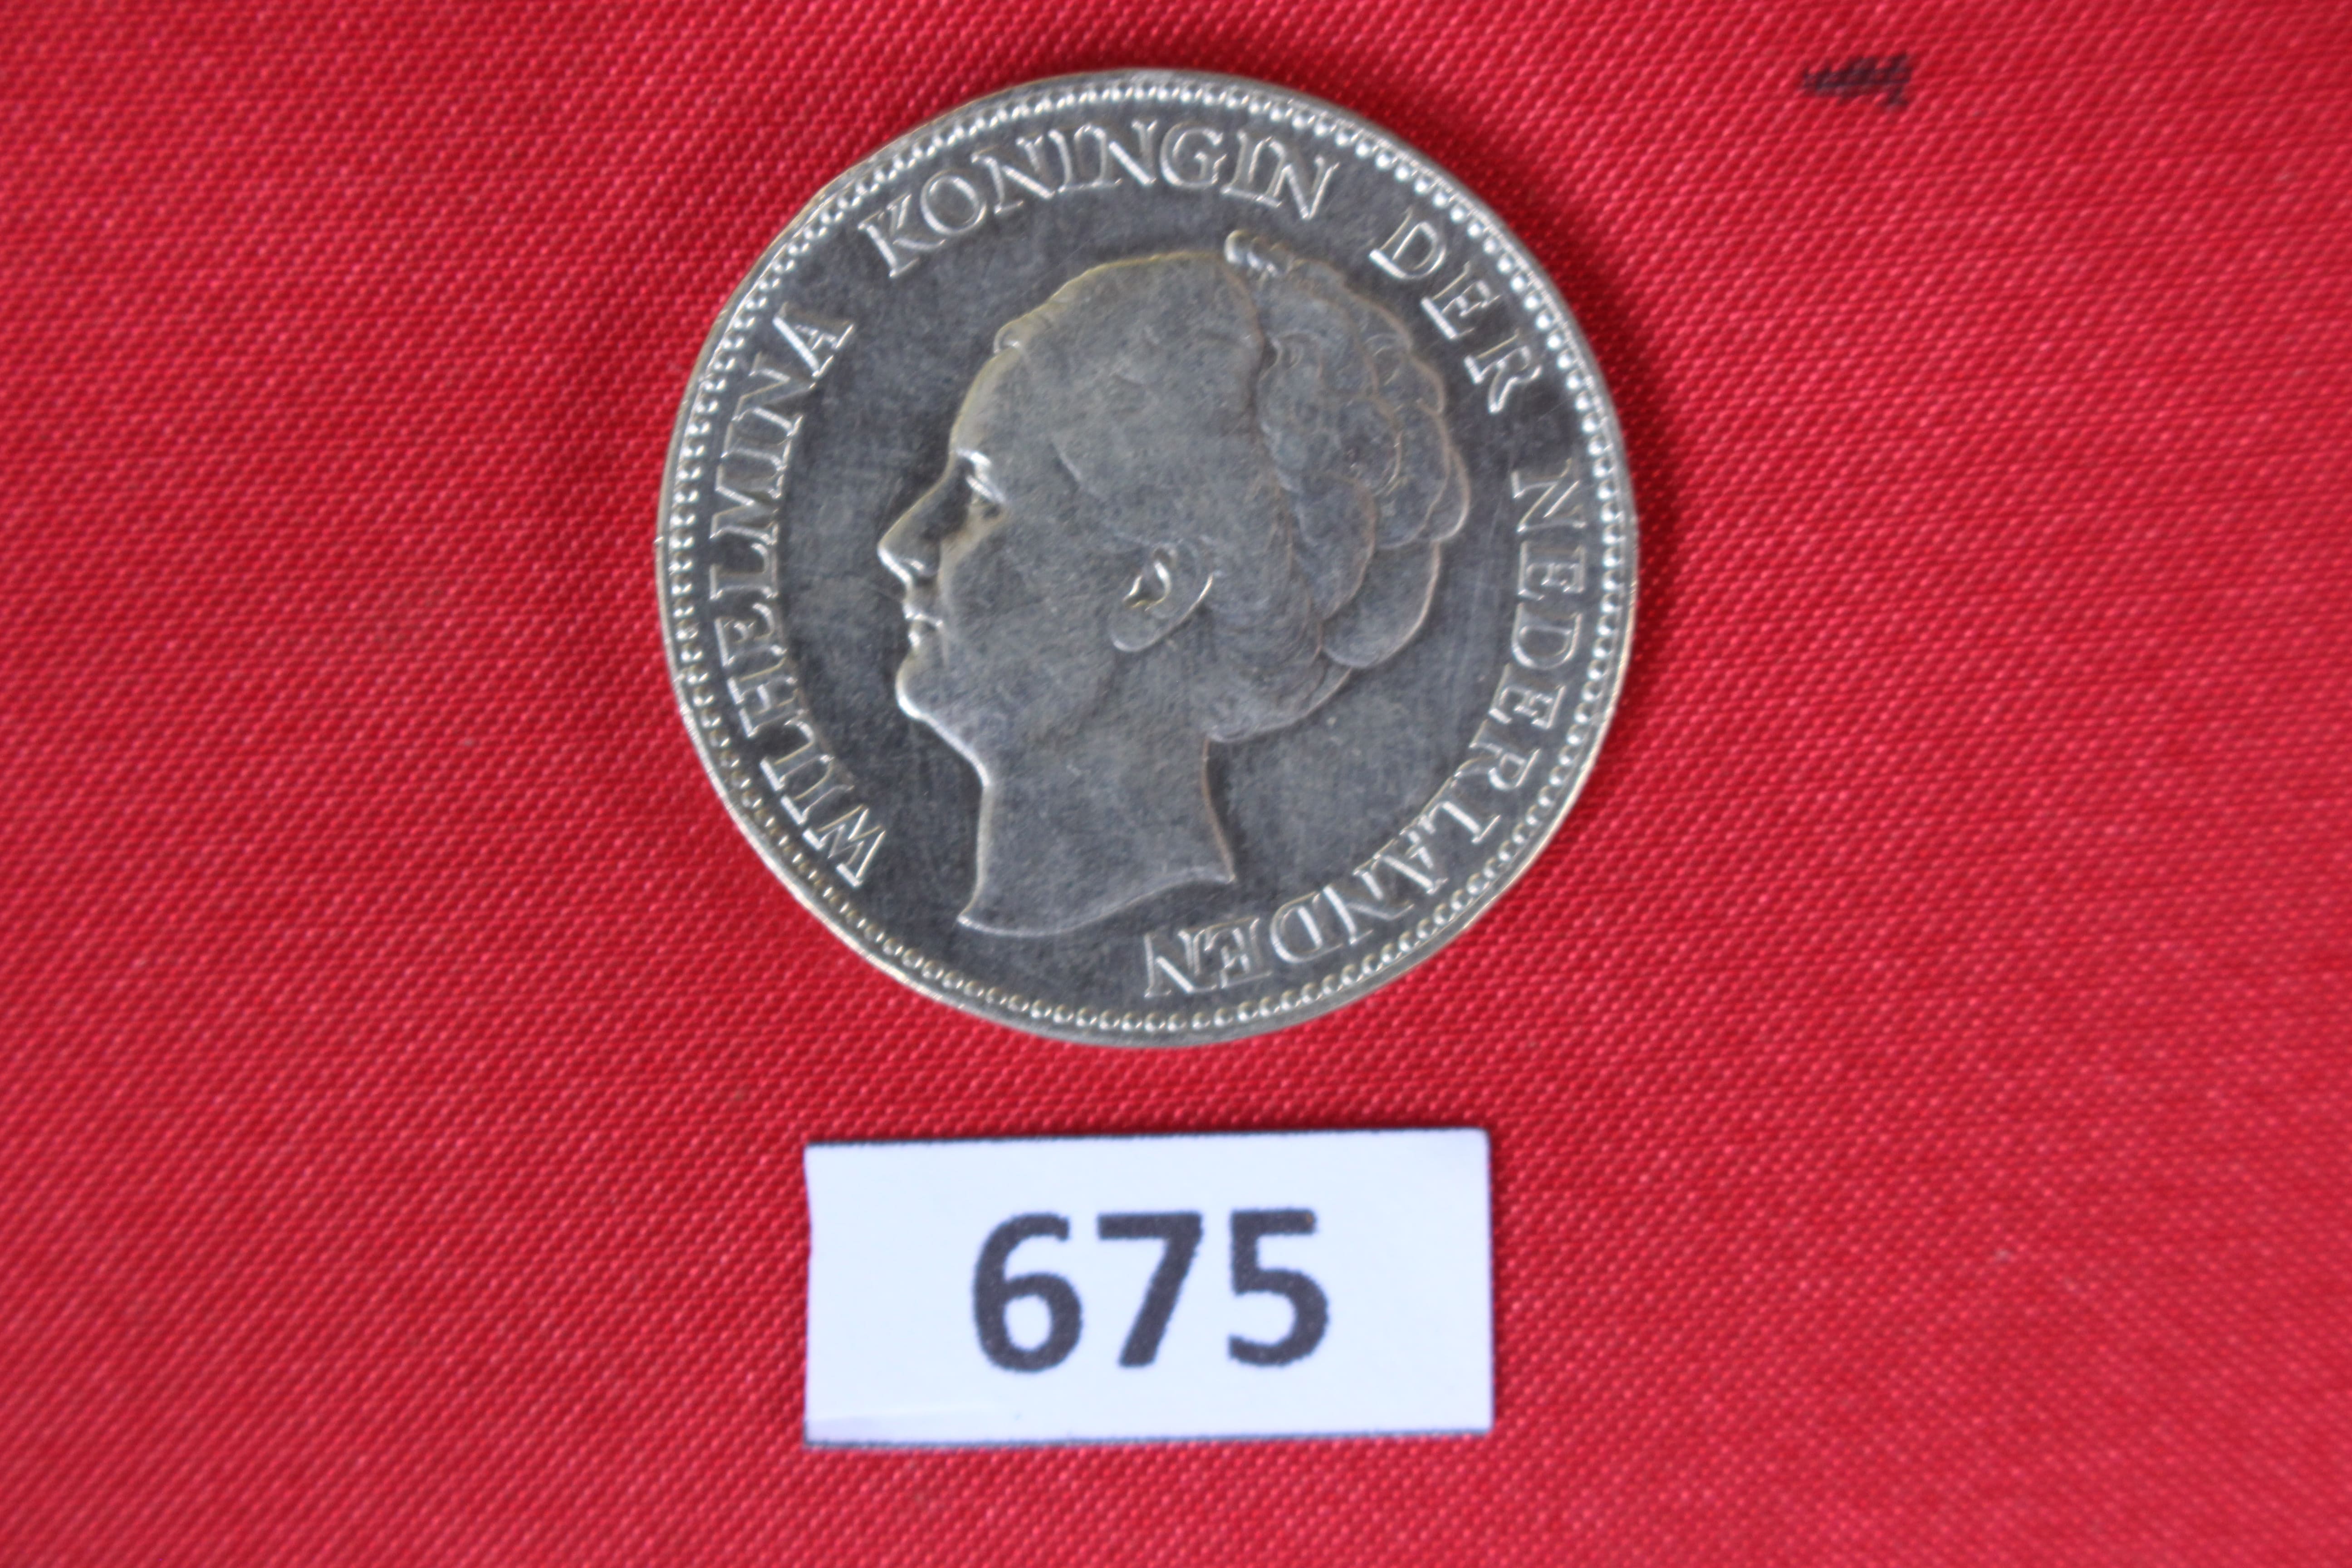 WILHELMINA KONINGIN DER NEDERLANDEN
675